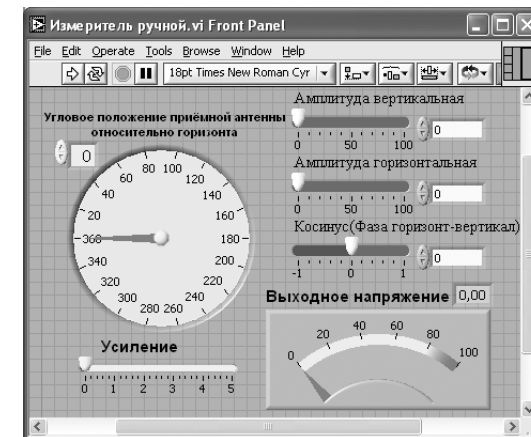 Измеритель ручной.vi Front Panel
File Edit Operate Tools Browse Window Help
18pt Times New Roman Cyr
Угловое положение приёмной антенны
относительно горизонта
0
20 40 60 80 100 120 140 160 180 200 220 240 260 280 300 320 340 360
Усиление
0 1 2 3 4 5
Амплитуда вертикальная
0 50 100
0
Амплитуда горизонтальная
0 50 100
0
Косинус(Фаза горизонт-вертикал)
-1 0 1
0
Выходное напряжение 0,00
0 20 40 60 80 100